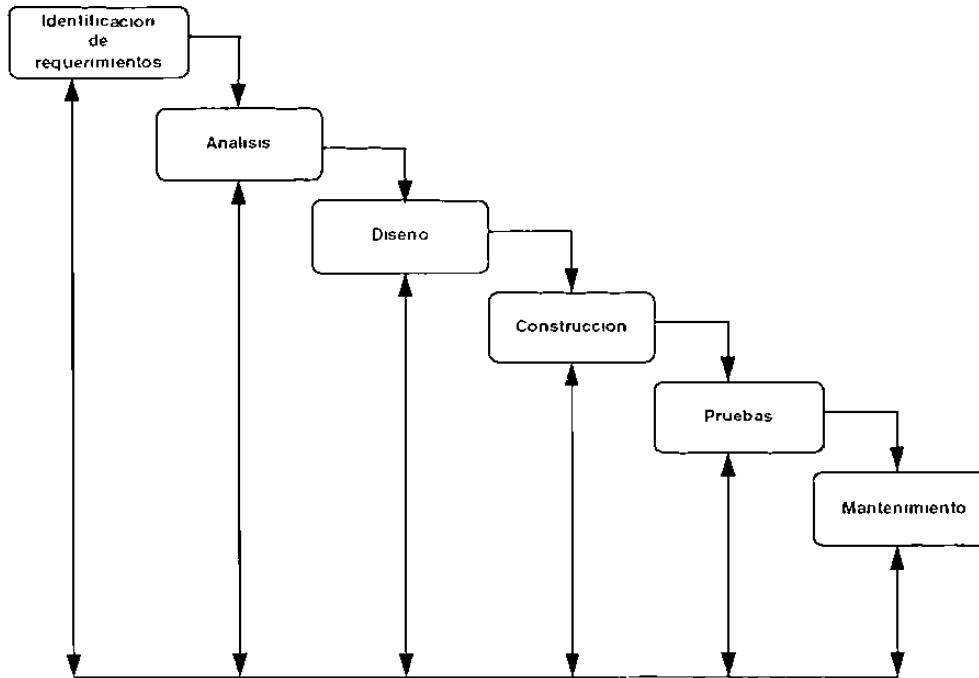 Identificacion
de
requerimientos
Analisis
Diseno
Construccion
Pruebas
Mantenimiento